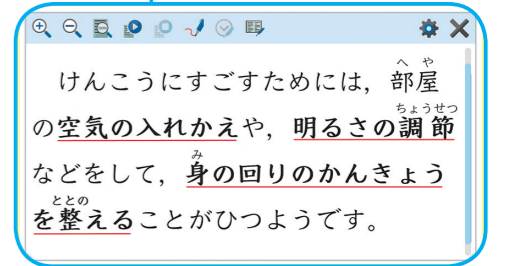 けんこうにすごすためには，部屋
の空気の入れかえや，明るさの調節
などをして，身の回りのかんきょう
を整えることがひつようです。